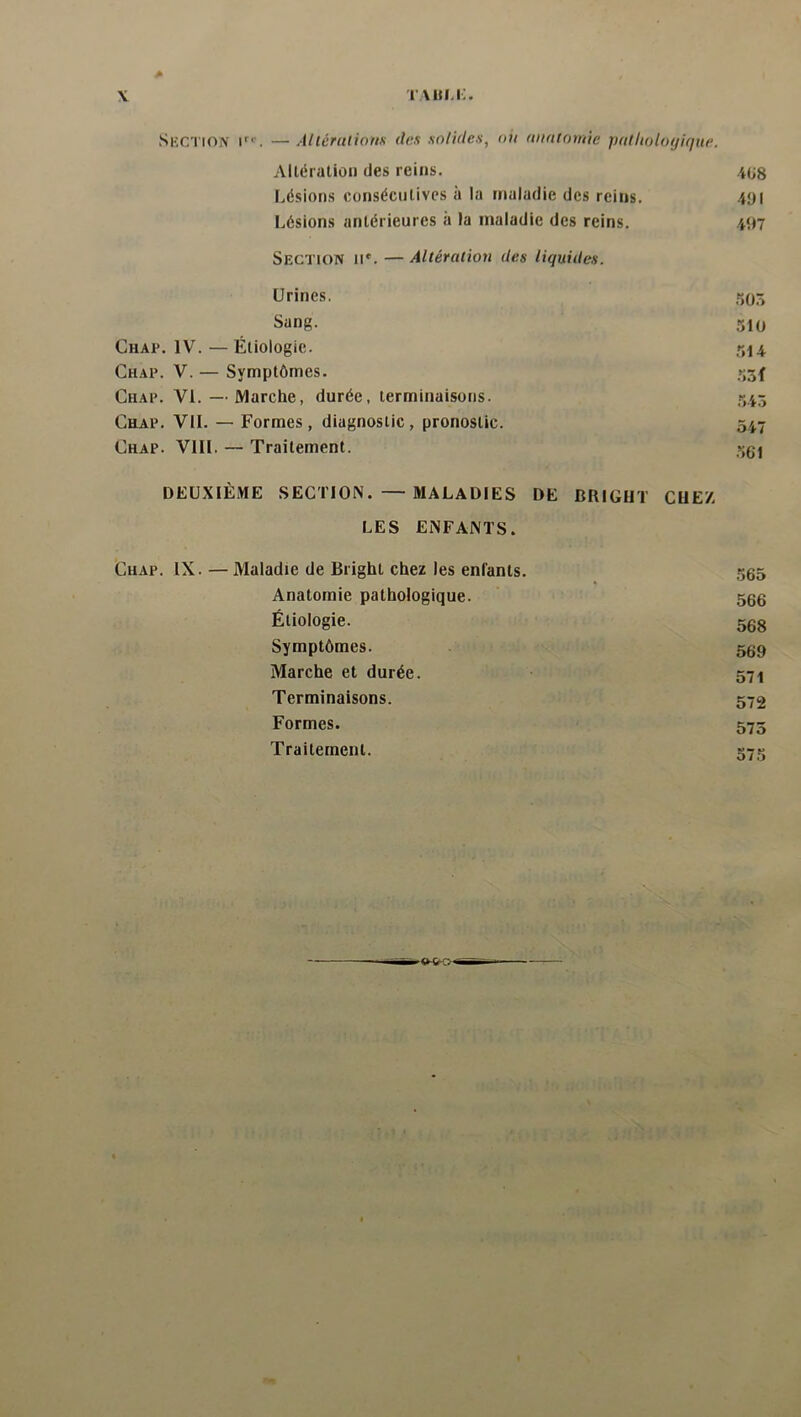 X TABLE.
SECTION Ire. — Altérations des solides, ou anatomie pathologique.
Altération des reins. 468
Lésions consécutives à la maladie des reins. 491
Lésions antérieures à la maladie des reins. 497
SECTION IIe. — Altération des liquides.
Urines. 503
Sang. 510
CHAP. IV. — Étiologie. 514
CHAP. V. — Symptômes. 531
CHAP. VI. — Marche, durée, terminaisons. 543
CHAP. VII. — Formes, diagnostic, pronostic. 547
CHAP. VIII. — Traitement. 561
DEUXIÈME SECTION. — MALADIES DE BRIGHT CHEZ
LES ENFANTS.
CHAP. IX. — Maladie de Bright chez les enfants. 565
Anatomie pathologique. 566
Étiologie. 568
Symptômes. 569
Marche et durée. 571
Terminaisons. 572
Formes. 573
Traitement. 575